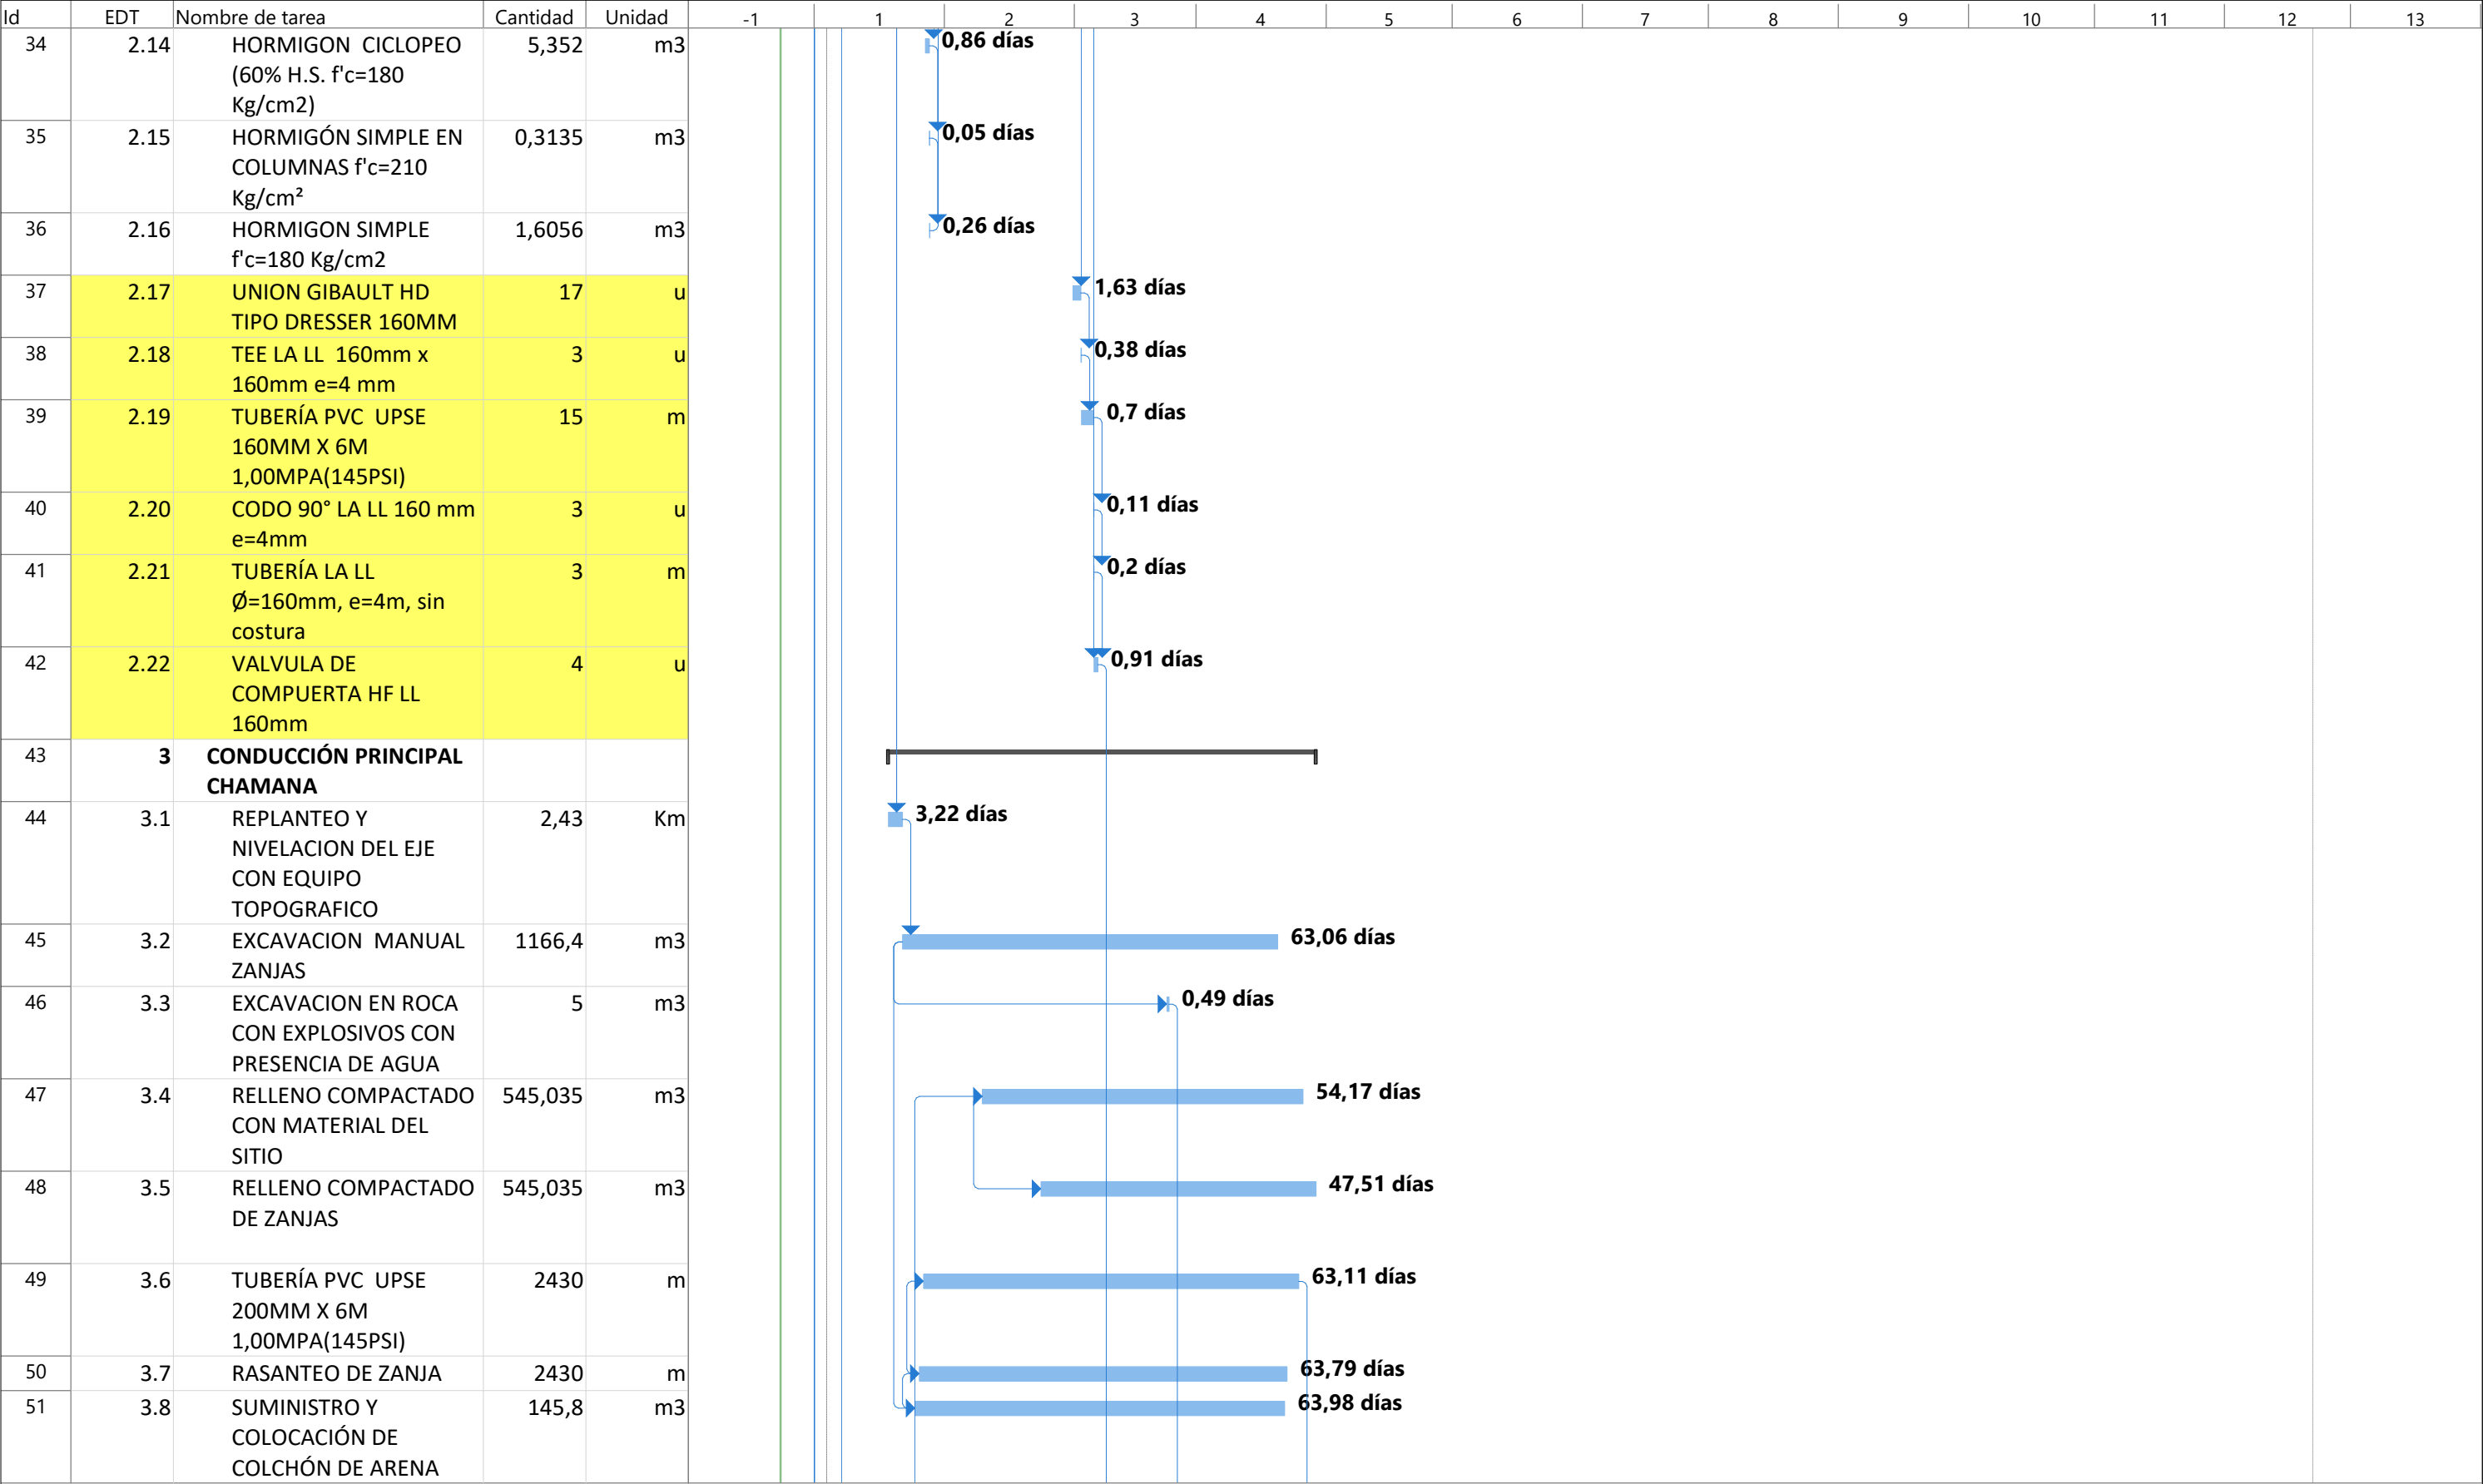 Id EDT Nombre de tarea Cantidad Unidad -1 1 2 3 4 5 6 7 8 9 10 11 12 13
34 2.14 HORMIGON CICLOPEO 5,352 m3 0,86 días
(60% H.S. f'c=180
Kg/cm2)
35 2.15 HORMIGÓN SIMPLE EN 0,3135 m3 0,05 días
COLUMNAS f'c=210
Kg/cm²
36 2.16 HORMIGON SIMPLE 1,6056 m3 0,26 días
f'c=180 Kg/cm2
37 2.17 UNION GIBAULT HD 17 u 1,63 días
TIPO DRESSER 160MM
38 2.18 TEE LA LL 160mm x 3 u 0,38 días
160mm e=4 mm
39 2.19 TUBERÍA PVC UPSE 15 m 0,7 días
160MM X 6M
1,00MPA(145PSI)
40 2.20 CODO 90° LA LL 160 mm 3 u 0,11 días
e=4mm
41 2.21 TUBERÍA LA LL 3 m 0,2 días
Ø=160mm, e=4m, sin
costura
42 2.22 VALVULA DE 4 u 0,91 días
COMPUERTA HF LL
160mm
43 3 CONDUCCIÓN PRINCIPAL
CHAMANA
44 3.1 REPLANTEO Y 2,43 Km 3,22 días
NIVELACION DEL EJE
CON EQUIPO
TOPOGRAFICO
45 3.2 EXCAVACION MANUAL 1166,4 m3 63,06 días
ZANJAS
46 3.3 EXCAVACION EN ROCA 5 m3 0,49 días
CON EXPLOSIVOS CON
PRESENCIA DE AGUA
47 3.4 RELLENO COMPACTADO 545,035 m3 54,17 días
CON MATERIAL DEL
SITIO
48 3.5 RELLENO COMPACTADO 545,035 m3 47,51 días
DE ZANJAS
49 3.6 TUBERÍA PVC UPSE 2430 m 63,11 días
200MM X 6M
1,00MPA(145PSI)
50 3.7 RASANTEO DE ZANJA 2430 m 63,79 días
51 3.8 SUMINISTRO Y 145,8 m3 63,98 días
COLOCACIÓN DE
COLCHÓN DE ARENA